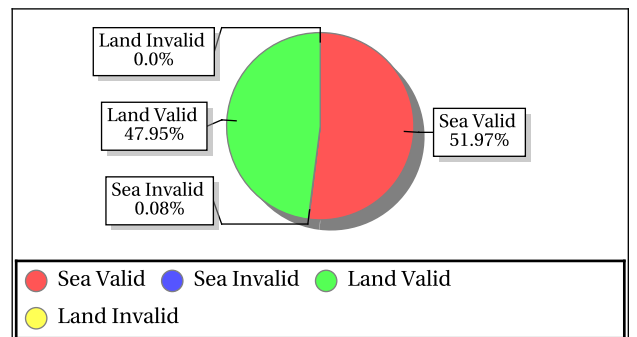 Land Invalid
0.0%
Land Valid
47.95%
Sea Valid
51.97%
Sea Invalid
0.08%
Sea Valid Sea Invalid Land Valid
Land Invalid